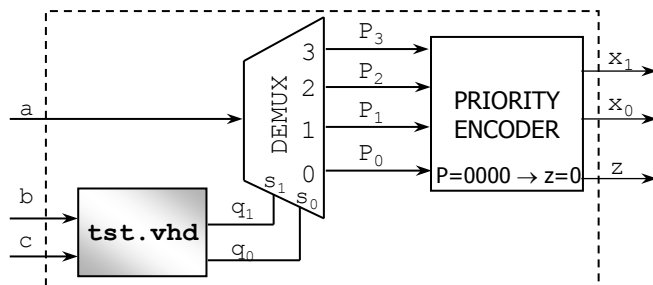 a
b
c
tst.vhd
q1
q0
DEMUX
3
2
1
0
s1
s0
P3
P2
P1
P0
PRIORITY
ENCODER
P=0000 → z=0
x1
x0
z